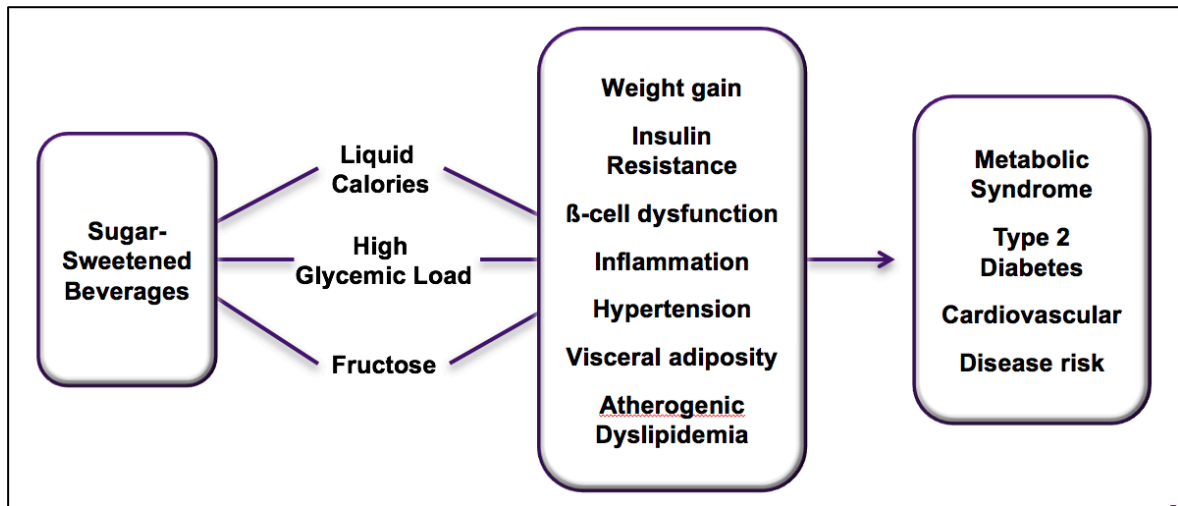 Sugar-
Sweetened
Beverages
Liquid
Calories
High
Glycemic Load
Fructose
Weight gain
Insulin
Resistance
ß-cell dysfunction
Inflammation
Hypertension
Visceral adiposity
Atherogenic
Dyslipidemia
Metabolic
Syndrome
Type 2
Diabetes
Cardiovascular
Disease risk